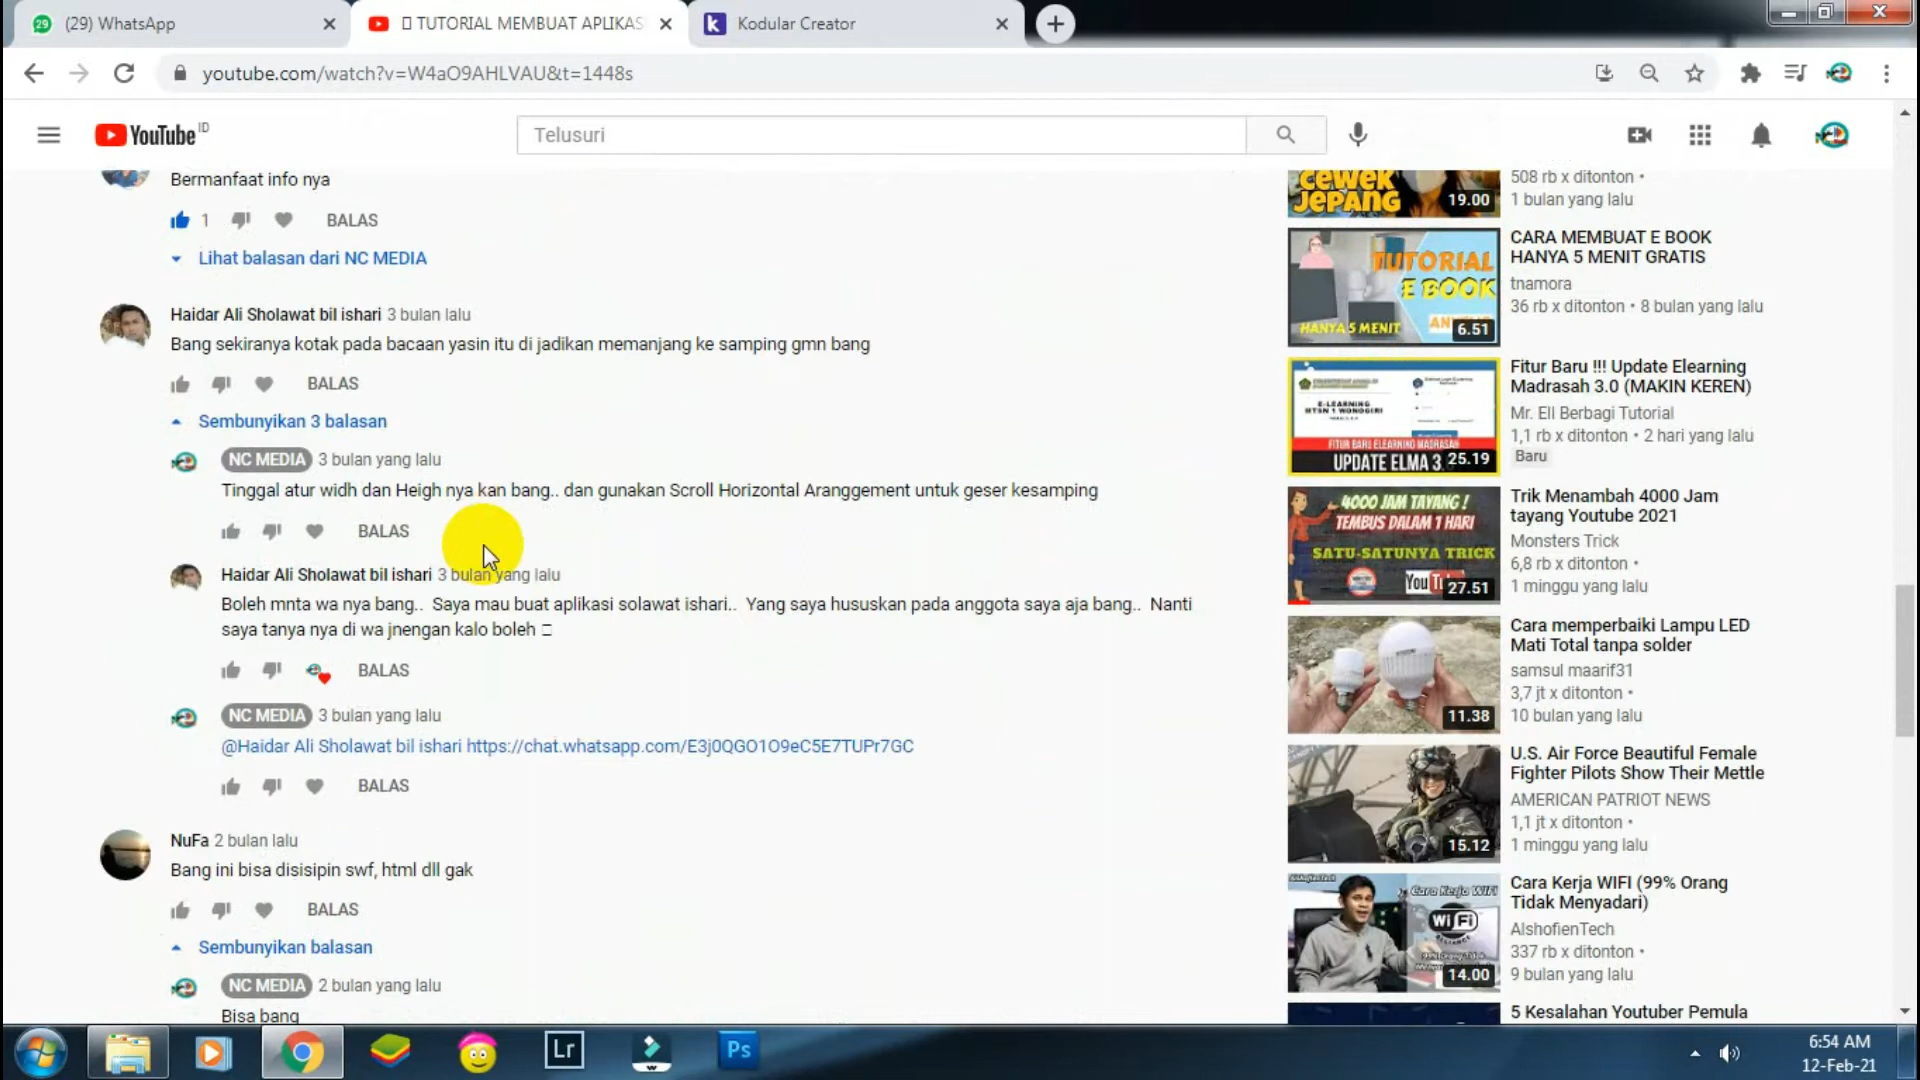 (29) WhatsApp
TUTORIAL MEMBUAT APLIKAS
Kodular Creator
youtube.com/watch?v=W4aO9AHLVAU&t=1448s
YouTube ID
Telusuri
Bermanfaat info nya
1 BALAS
Lihat balasan dari NC MEDIA
Haidar Ali Sholawat bil ishari 3 bulan lalu
Bang sekiranya kotak pada bacaan yasin itu di jadikan memanjang ke samping gmn bang
BALAS
Sembunyikan 3 balasan
NC MEDIA 3 bulan yang lalu
Tinggal atur widh dan Heigh nya kan bang.. dan gunakan Scroll Horizontal Aranggement untuk geser kesamping
BALAS
Haidar Ali Sholawat bil ishari 3 bulan yang lalu
Boleh mnta wa nya bang.. Saya mau buat aplikasi solawat ishari.. Yang saya hususkan pada anggota saya aja bang.. Nanti
saya tanya nya di wa jnengan kalo boleh
BALAS
NC MEDIA 3 bulan yang lalu
@Haidar Ali Sholawat bil ishari https://chat.whatsapp.com/E3j0QGO1O9eC5E7TUPr7GC
BALAS
NuFa 2 bulan lalu
Bang ini bisa disisipin swf, html dll gak
BALAS
Sembunyikan balasan
NC MEDIA 2 bulan yang lalu
Bisa bang
CEWEK
JEPANG
19.00
508 rb x ditonton •
1 bulan yang lalu
TUTORIAL
E BOOK
HANYA 5 MENIT
6.51
CARA MEMBUAT E BOOK
HANYA 5 MENIT GRATIS
tnamora
36 rb x ditonton • 8 bulan yang lalu
E-LEARNING
MTSN 1 WONOGIRI
FITUR BARU ELEARNING MADRASAH
UPDATE ELMA 3.
25.19
Fitur Baru !!! Update Elearning
Madrasah 3.0 (MAKIN KEREN)
Mr. Ell Berbagi Tutorial
1,1 rb x ditonton • 2 hari yang lalu
Baru
4000 JAM TAYANG !
TEMBUS DALAM 1 HARI
SATU-SATUNYA TRICK
You
27.51
Trik Menambah 4000 Jam
tayang Youtube 2021
Monsters Trick
6,8 rb x ditonton •
1 minggu yang lalu
11.38
Cara memperbaiki Lampu LED
Mati Total tanpa solder
samsul maarif31
3,7 jt x ditonton •
10 bulan yang lalu
15.12
U.S. Air Force Beautiful Female
Fighter Pilots Show Their Mettle
AMERICAN PATRIOT NEWS
1,1 jt x ditonton •
1 minggu yang lalu
AlshofienTech
Cara Kerja WIFI
Wi Fi
14.00
Cara Kerja WIFI (99% Orang
Tidak Menyadari)
AlshofienTech
337 rb x ditonton •
9 bulan yang lalu
5 Kesalahan Youtuber Pemula
Lr
Ps
6:54 AM
12-Feb-21